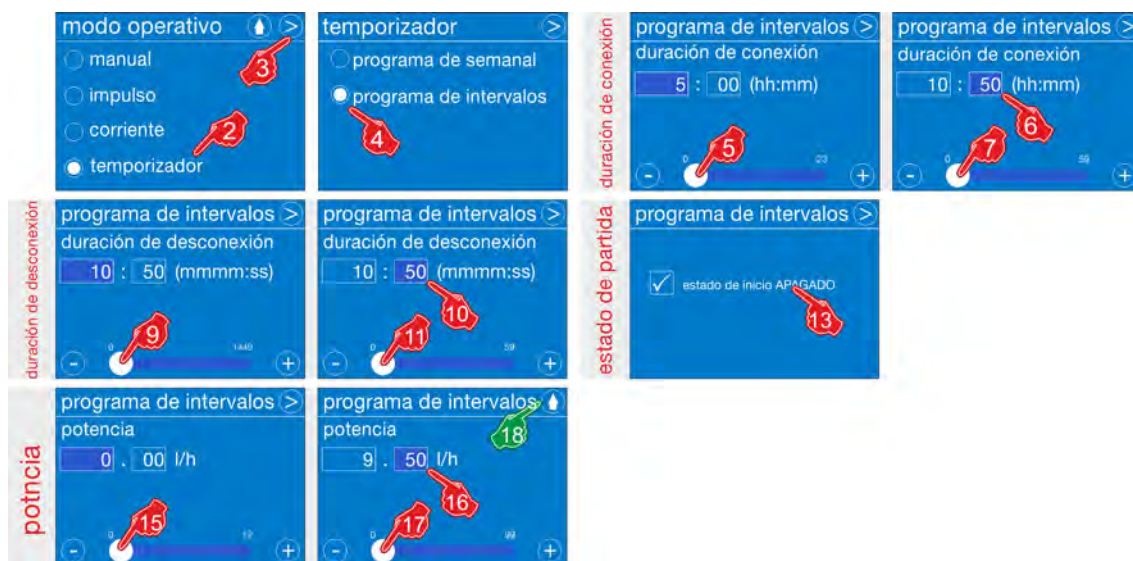 modo operativo >
manual
impulso
corriente
temporizador
2
3
temporizador >
programa de semanal
programa de intervalos
4
duración de conexión
programa de intervalos >
duración de conexión
5 : 00 (hh:mm)
5
0 23
- +
programa de intervalos >
duración de conexión
10 : 50 (hh:mm)
6
7
0 59
- +
duración de desconexión
programa de intervalos >
duración de desconexión
10 : 50 (mmmm:ss)
9
0 1440
- +
programa de intervalos >
duración de desconexión
10 : 50 (mmmm:ss)
10
11
0 59
- +
estado de partida
programa de intervalos >
estado de inicio APAGADO
13
potncia
programa de intervalos >
potencia
0 . 00 l/h
15
0 12
- +
programa de intervalos
18
potencia
9 . 50 l/h
16
17
0 99
- +